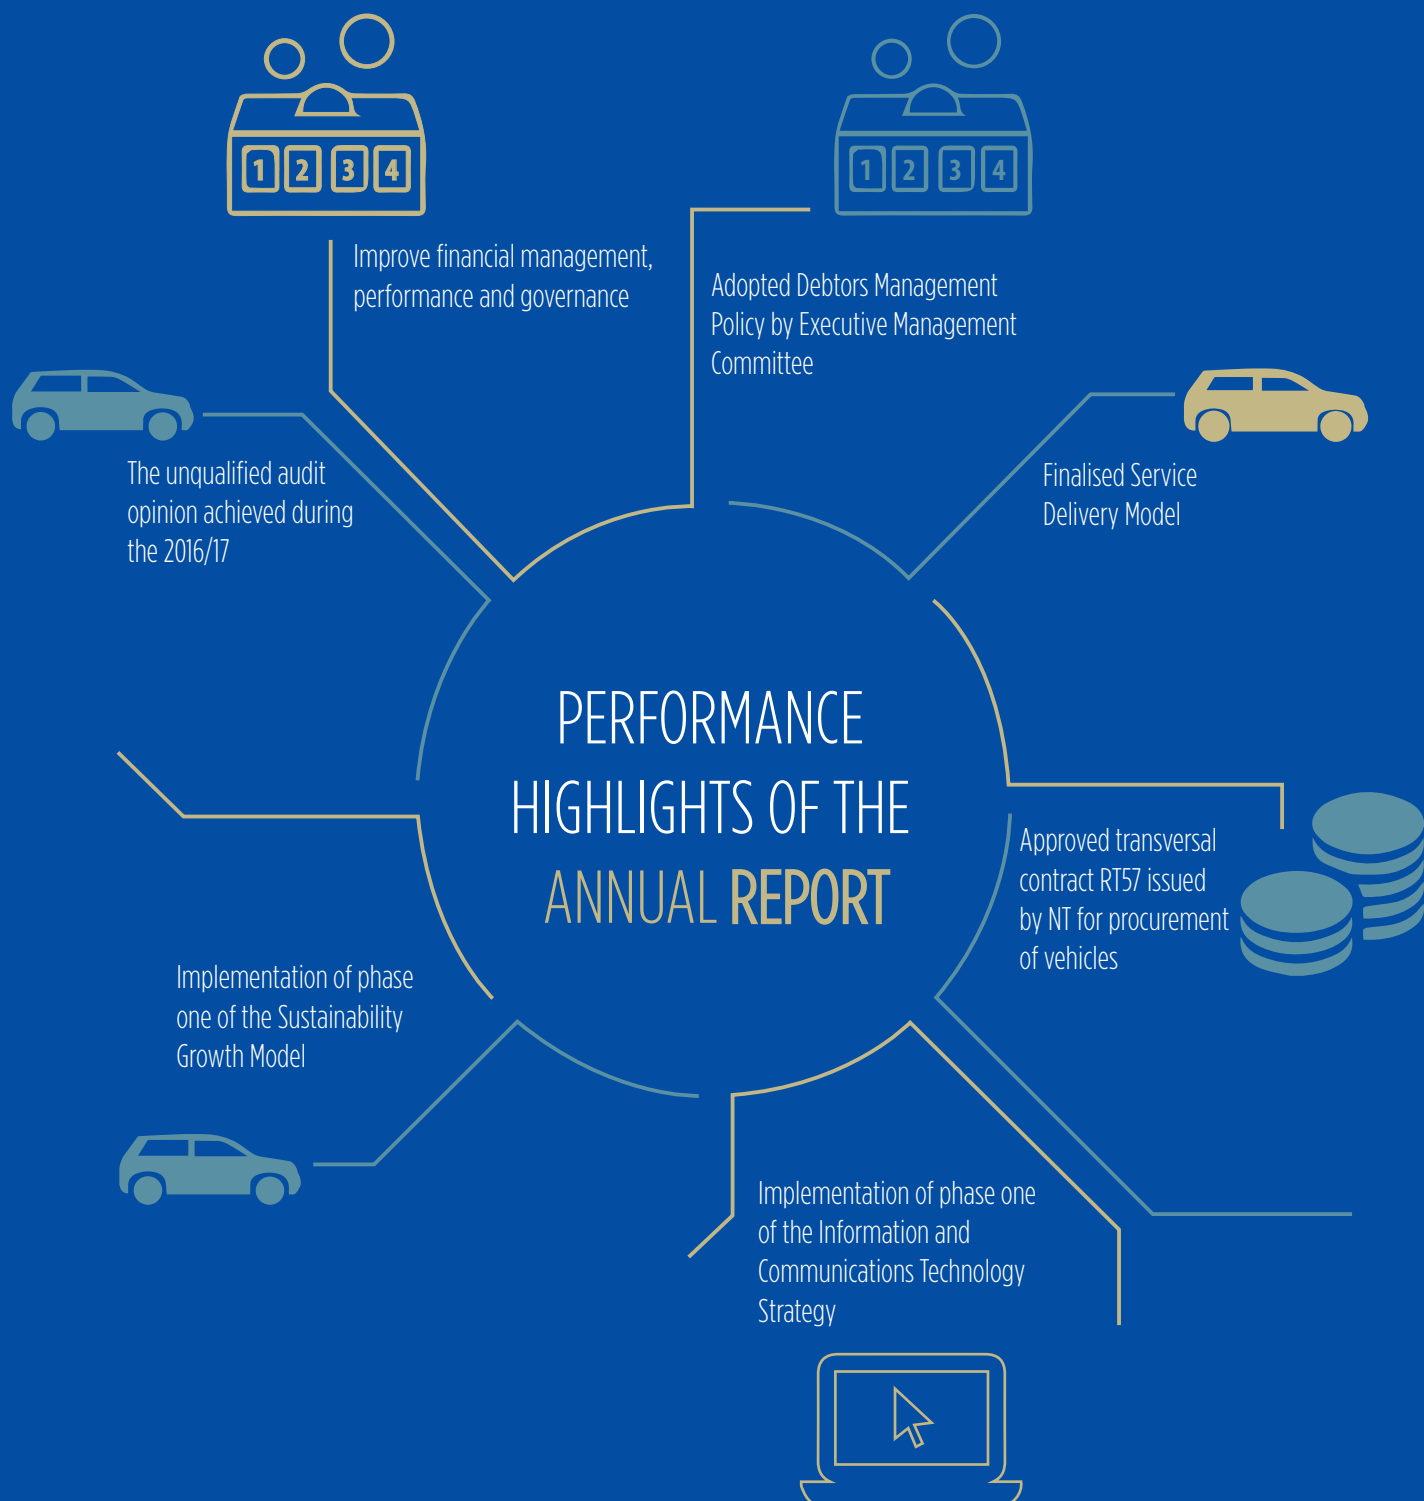 1 2 3 4
1 2 3 4
Improve financial management,
performance and governance
Adopted Debtors Management
Policy by Executive Management
Committee
The unqualified audit
opinion achieved during
the 2016/17
Finalised Service
Delivery Model
PERFORMANCE
HIGHLIGHTS OF THE
ANNUAL REPORT
Approved transversal
contract RT57 issued
by NT for procurement
of vehicles
Implementation of phase
one of the Sustainability
Growth Model
Implementation of phase one
of the Information and
Communications Technology
Strategy